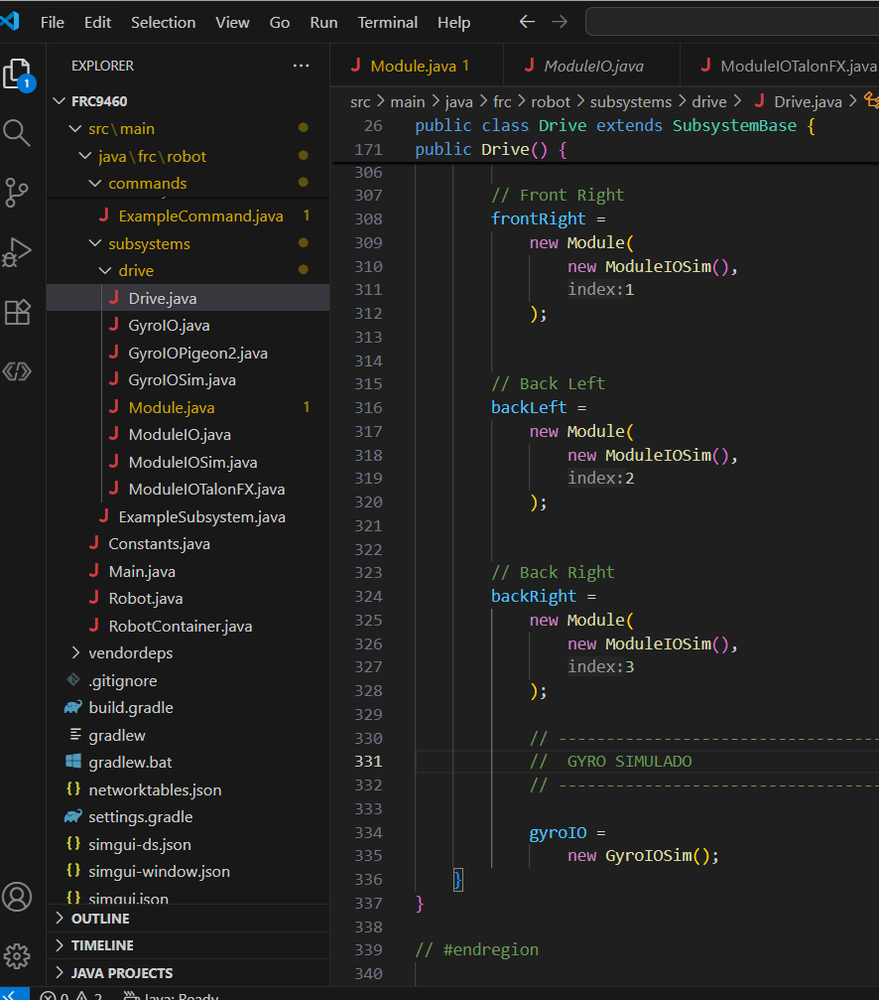 File Edit Selection View Go Run Terminal Help
EXPLORER
Module.java 1
ModuleIO.java
ModuleIOTalonFX.java
1
FRC9460
src\main
java\frc\robot
commands
ExampleCommand.java 1
subsystems
drive
Drive.java
GyroIO.java
GyroIOPigeon2.java
GyroIOSim.java
Module.java 1
ModuleIO.java
ModuleIOSim.java
ModuleIOTalonFX.java
ExampleSubsystem.java
Constants.java
Main.java
Robot.java
RobotContainer.java
vendordeps
.gitignore
build.gradle
gradlew
gradlew.bat
networktables.json
settings.gradle
simgui-ds.json
simgui-window.json
simgui.json
OUTLINE
TIMELINE
JAVA PROJECTS
src > main > java > frc > robot > subsystems > drive > Drive.java >
26 public class Drive extends SubsystemBase {
171 public Drive() {
306
307 // Front Right
308 frontRight =
309 new Module(
310 new ModuleIOSim(),
311 index:1
312 );
313
314
315 // Back Left
316 backLeft =
317 new Module(
318 new ModuleIOSim(),
319 index:2
320 );
321
322
323 // Back Right
324 backRight =
325 new Module(
326 new ModuleIOSim(),
327 index:3
328 );
329
330 // ----------------------------------
331 // GYRO SIMULADO
332 // ----------------------------------
333
334 gyroIO =
335 new GyroIOSim();
336 }
337 }
338
339 // #endregion
340
0 2 Java: Ready